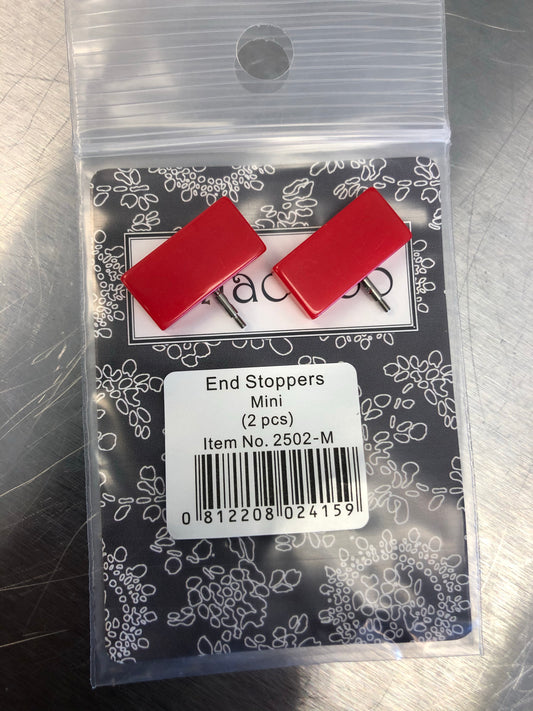 End Stoppers
Mini
(2 pcs)
Item No. 2502-M
0 812208 024159